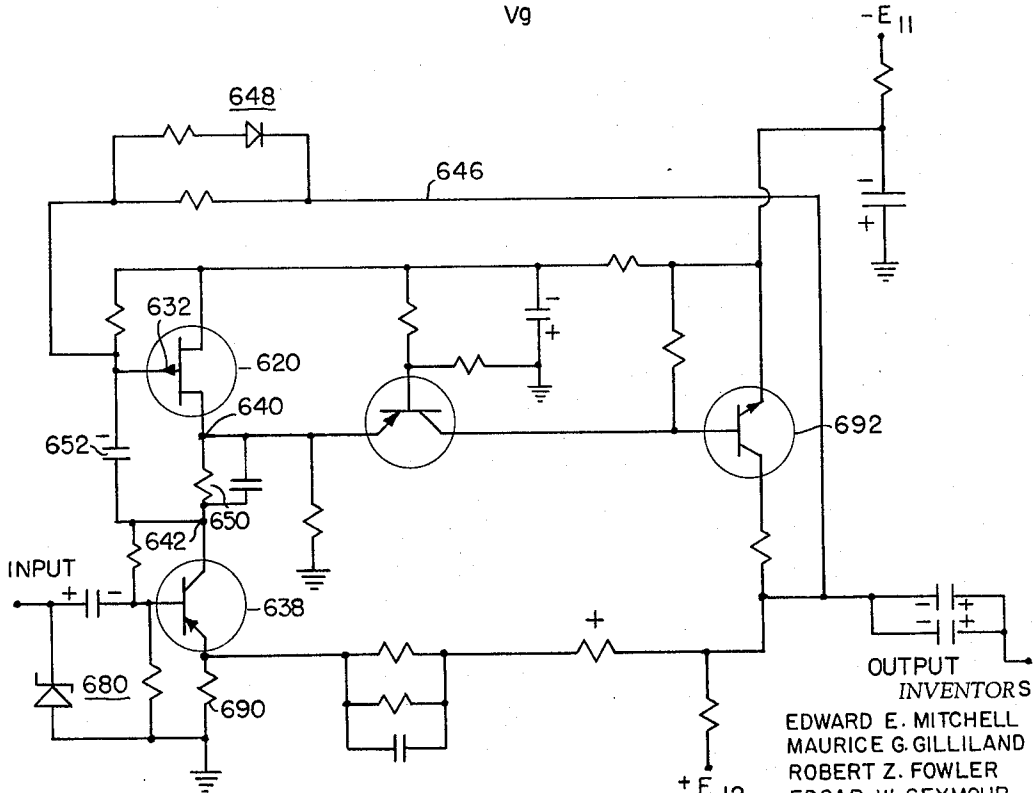 Vg
-E 11
648
646
632
620
640
652
692
650
642
INPUT
+ -
638
680
690
+
- +
- +
OUTPUT
INVENTORS
EDWARD E. MITCHELL
MAURICE G. GILLILAND
ROBERT Z. FOWLER